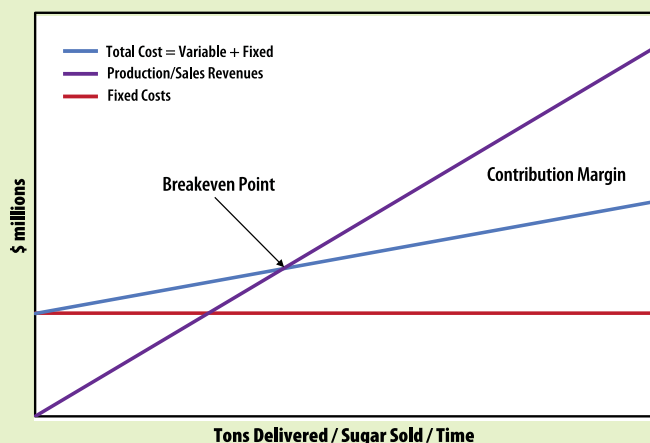 Total Cost = Variable + Fixed
Production/Sales Revenues
Fixed Costs
Breakeven Point
Contribution Margin
$ millions
Tons Delivered / Sugar Sold / Time